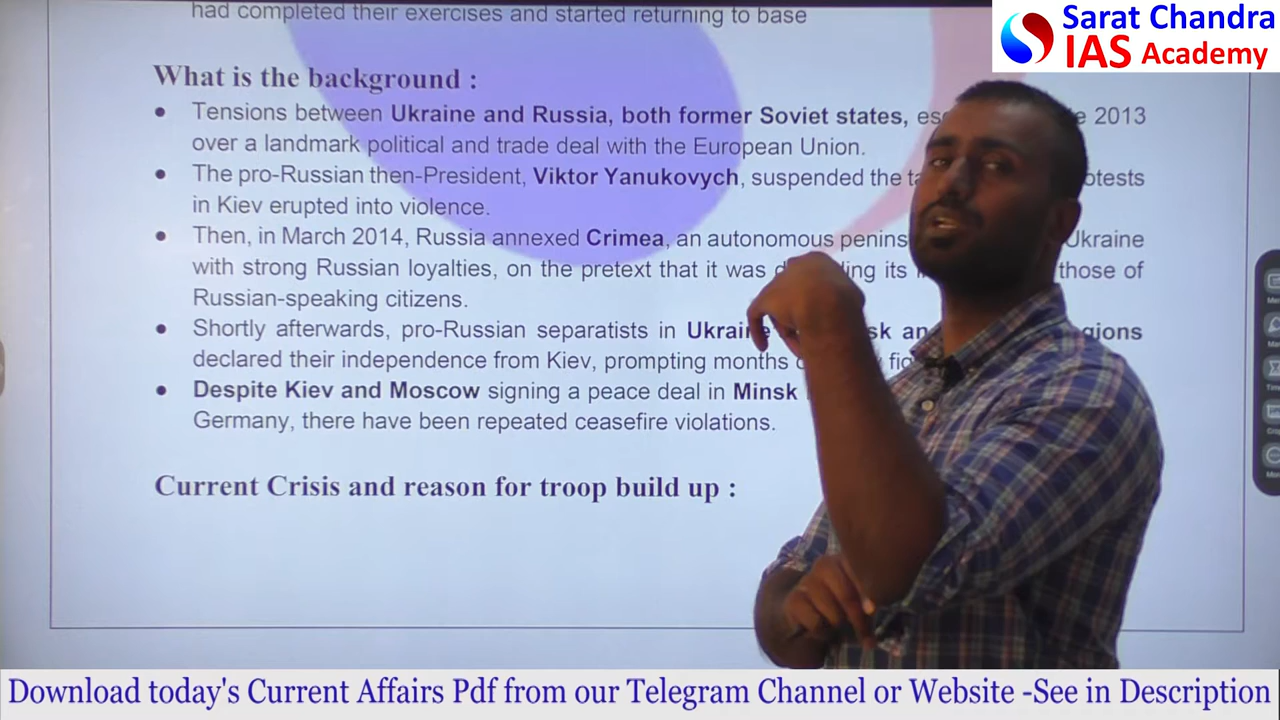 had completed their exercises and started returning to base
Sarat Chandra
IAS Academy
What is the background :
● Tensions between Ukraine and Russia, both former Soviet states, 2013
over a landmark political and trade deal with the European Union.
● The pro-Russian then-President, Viktor Yanukovych, suspended the
in Kiev erupted into violence.
● Then, in March 2014, Russia annexed Crimea, an autonomous Ukraine
with strong Russian loyalties, on the pretext that it was its those of
Russian-speaking citizens.
● Shortly afterwards, pro-Russian separatists in
declared their independence from Kiev, prompting months
● Despite Kiev and Moscow signing a peace deal in Minsk
Germany, there have been repeated ceasefire violations.
Current Crisis and reason for troop build up :
Download today's Current Affairs Pdf from our Telegram Channel or Website -See in Description